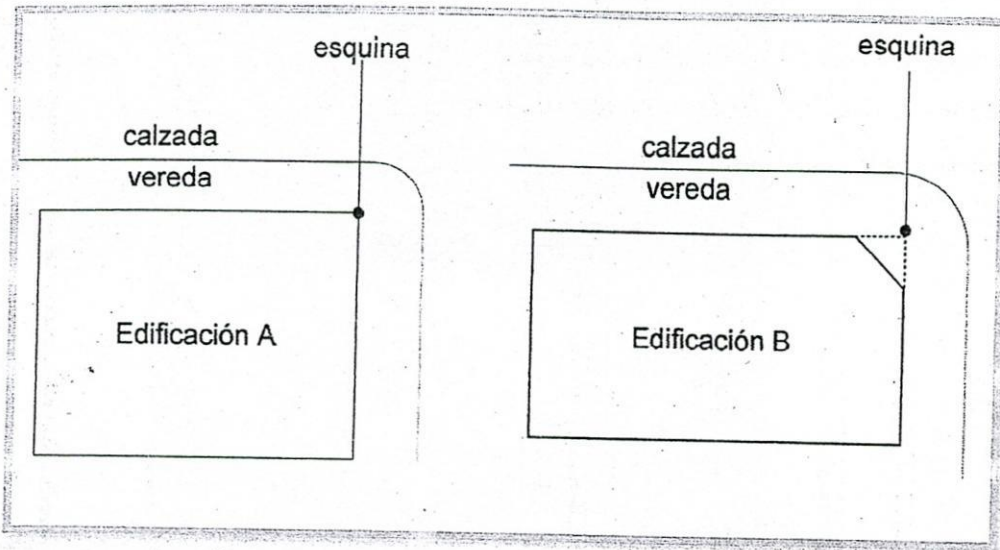 esquina
esquina
calzada
calzada
vereda
vereda
Edificación A
Edificación B